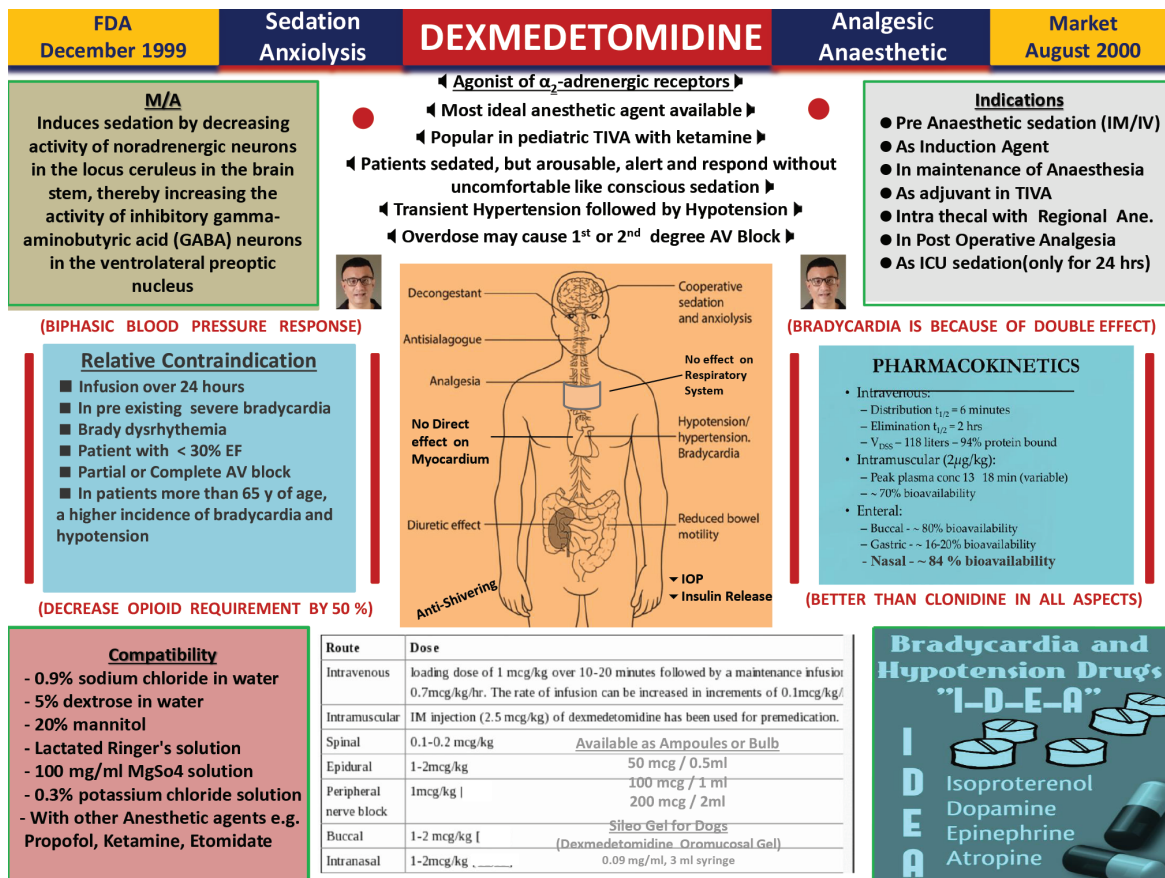 FDA
December 1999
Sedation
Anxiolysis
DEXMEDETOMIDINE
Analgesic
Anaesthetic
Market
August 2000
M/A
Induces sedation by decreasing
activity of noradrenergic neurons
in the locus ceruleus in the brain
stem, thereby increasing the
activity of inhibitory gamma-
aminobutyric acid (GABA) neurons
in the ventrolateral preoptic
nucleus
Agonist of α2-adrenergic receptors
Most ideal anesthetic agent available
Popular in pediatric TIVA with ketamine
Patients sedated, but arousable, alert and respond without
uncomfortable like conscious sedation
Transient Hypertension followed by Hypotension
Overdose may cause 1st or 2nd degree AV Block
Indications
● Pre Anaesthetic sedation (IM/IV)
● As Induction Agent
● In maintenance of Anaesthesia
● As adjuvant in TIVA
● Intra thecal with Regional Ane.
● In Post Operative Analgesia
● As ICU sedation(only for 24 hrs)
(BIPHASIC BLOOD PRESSURE RESPONSE)
(BRADYCARDIA IS BECAUSE OF DOUBLE EFFECT)
Relative Contraindication
■ Infusion over 24 hours
■ In pre existing severe bradycardia
■ Brady dysrhythemia
■ Patient with < 30% EF
■ Partial or Complete AV block
■ In patients more than 65 y of age,
a higher incidence of bradycardia and
hypotension
Decongestant
Antisialagogue
Analgesia
No Direct
effect on
Myocardium
Diuretic effect
Anti-Shivering
Cooperative
sedation
and anxiolysis
No effect on
Respiratory
System
Hypotension/
hypertension.
Bradycardia
Reduced bowel
motility
▼ IOP
▼ Insulin Release
PHARMACOKINETICS
• Intravenous:
– Distribution t1/2 = 6 minutes
– Elimination t1/2 = 2 hrs
– VDSS – 118 liters – 94% protein bound
• Intramuscular (2μg/kg):
– Peak plasma conc 13 18 min (variable)
– ~ 70% bioavailability
• Enteral:
– Buccal - ~ 80% bioavailability
– Gastric - ~ 16-20% bioavailability
- Nasal - ~ 84 % bioavailability
(DECREASE OPIOID REQUIREMENT BY 50 %)
(BETTER THAN CLONIDINE IN ALL ASPECTS)
Compatibility
- 0.9% sodium chloride in water
- 5% dextrose in water
- 20% mannitol
- Lactated Ringer's solution
- 100 mg/ml MgSo4 solution
- 0.3% potassium chloride solution
- With other Anesthetic agents e.g.
Propofol, Ketamine, Etomidate
Route Dose
Intravenous loading dose of 1 mcg/kg over 10-20 minutes followed by a maintenance
0.7mcg/kg/hr. The rate of infusion can be increased in increments of 0.1mcg/kg/
Intramuscular IM injection (2.5 mcg/kg) of dexmedetomidine has been used for premedication.
Spinal 0.1-0.2 mcg/kg
Epidural 1-2mcg/kg
Peripheral 1mcg/kg
nerve block
Buccal 1-2 mcg/kg [
Intranasal 1-2mcg/kg
Available as Ampoules or Bulb
50 mcg / 0.5ml
100 mcg / 1 ml
200 mcg / 2ml
Sileo Gel for Dogs
(Dexmedetomidine Oromucosal Gel)
0.09 mg/ml, 3 ml syringe
Bradycardia and
Hypotension Drugs
"I-D-E-A"
I
D
E
A
Isoproterenol
Dopamine
Epinephrine
Atropine